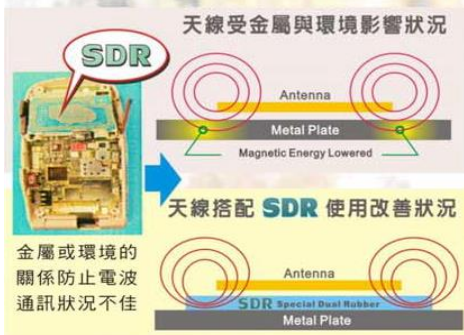 天線受金屬與環境影響狀況
SDR
Antenna
Metal Plate
Magnetic Energy Lowered
天線搭配 SDR 使用改善狀況
金屬或環境的
關係防止電波
通訊狀況不佳
Antenna
SDR Special Dual Rubber
Metal Plate